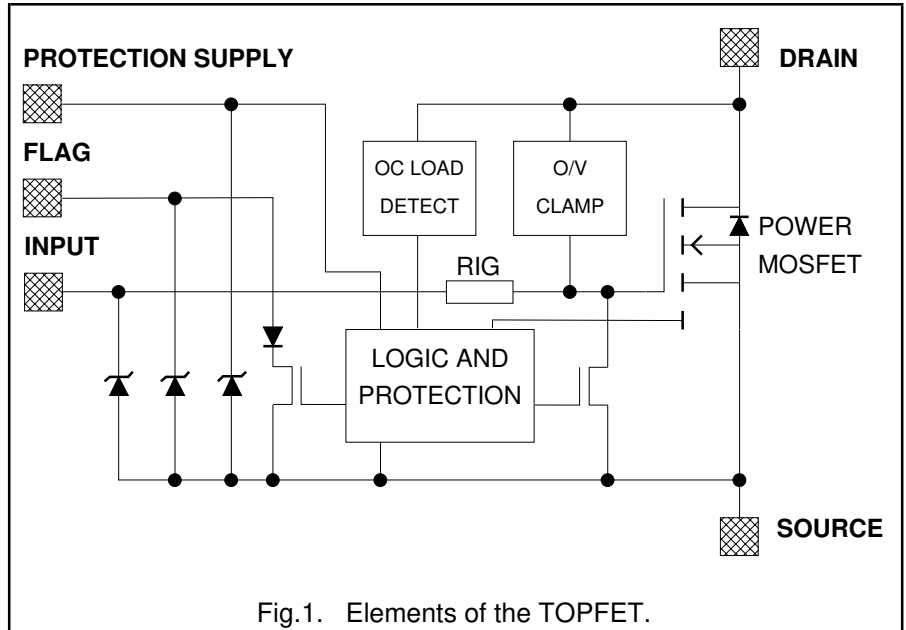 PROTECTION SUPPLY
DRAIN
FLAG
OC LOAD
DETECT
O/V
CLAMP
INPUT
RIG
POWER
MOSFET
LOGIC AND
PROTECTION
SOURCE
Fig.1. Elements of the TOPFET.